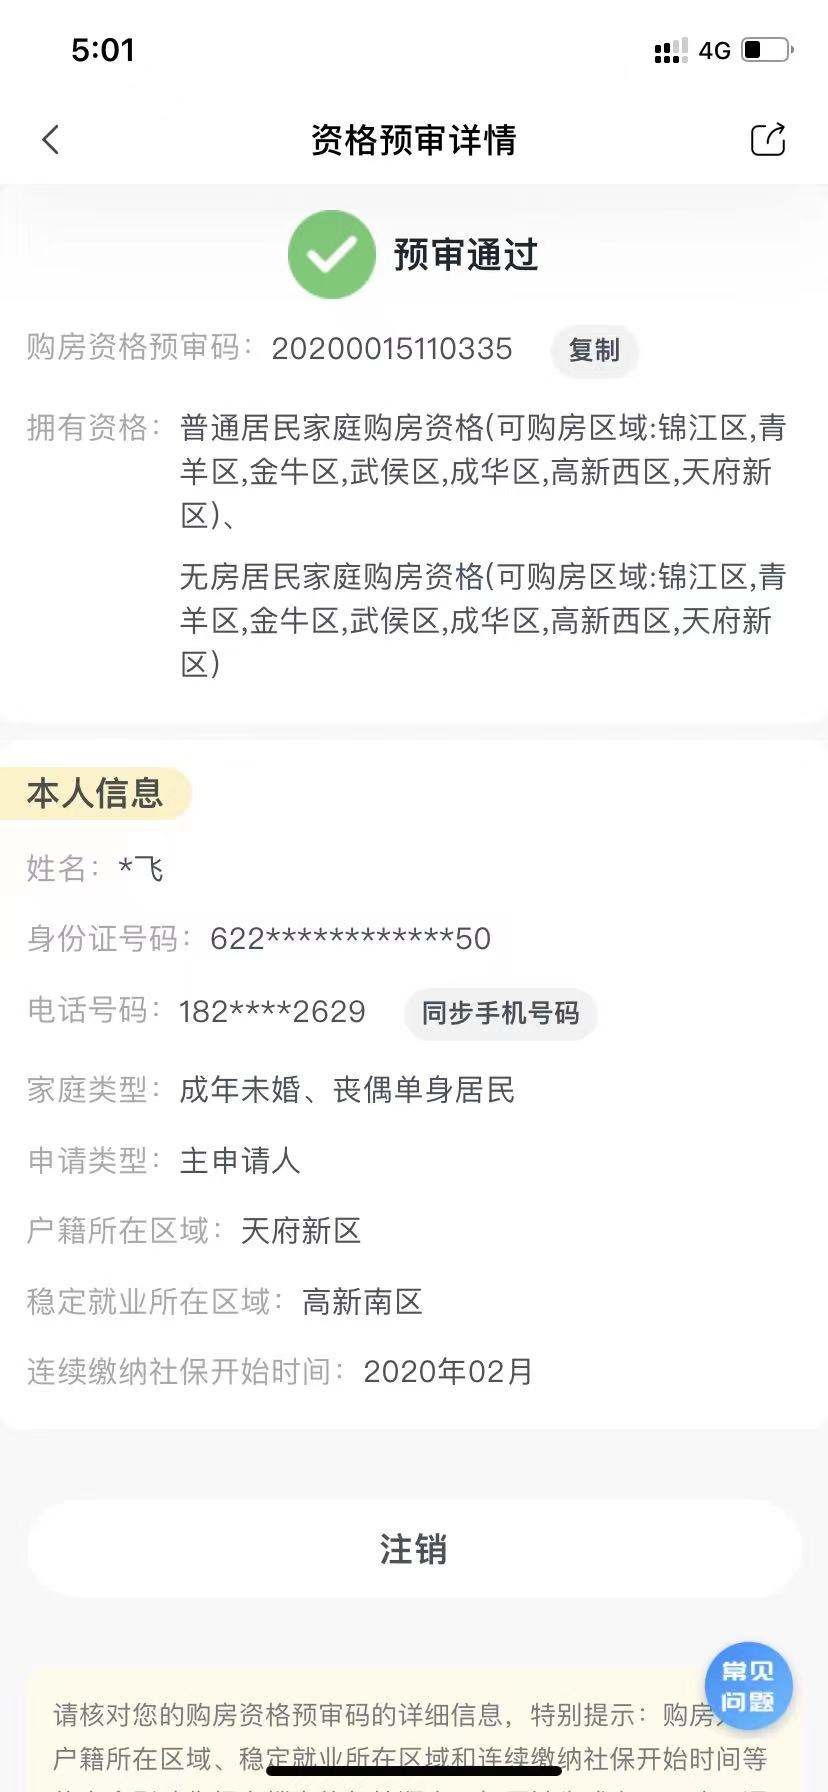 5:01
4G
资格预审详情
预审通过
购房资格预审码： 20200015110335 复制
拥有资格： 普通居民家庭购房资格(可购房区域:锦江区,青
羊区,金牛区,武侯区,成华区,高新西区,天府新
区)、
无房居民家庭购房资格(可购房区域:锦江区,青
羊区,金牛区,武侯区,成华区,高新西区,天府新
区)
本人信息
姓名： *飞
身份证号码： 622*************50
电话号码： 182****2629 同步手机号码
家庭类型： 成年未婚、丧偶单身居民
申请类型： 主申请人
户籍所在区域： 天府新区
稳定就业所在区域： 高新南区
连续缴纳社保开始时间： 2020年02月
注销
常见
问题
请核对您的购房资格预审码的详细信息，特别提示：购房
户籍所在区域、稳定就业所在区域和连续缴纳社保开始时间等